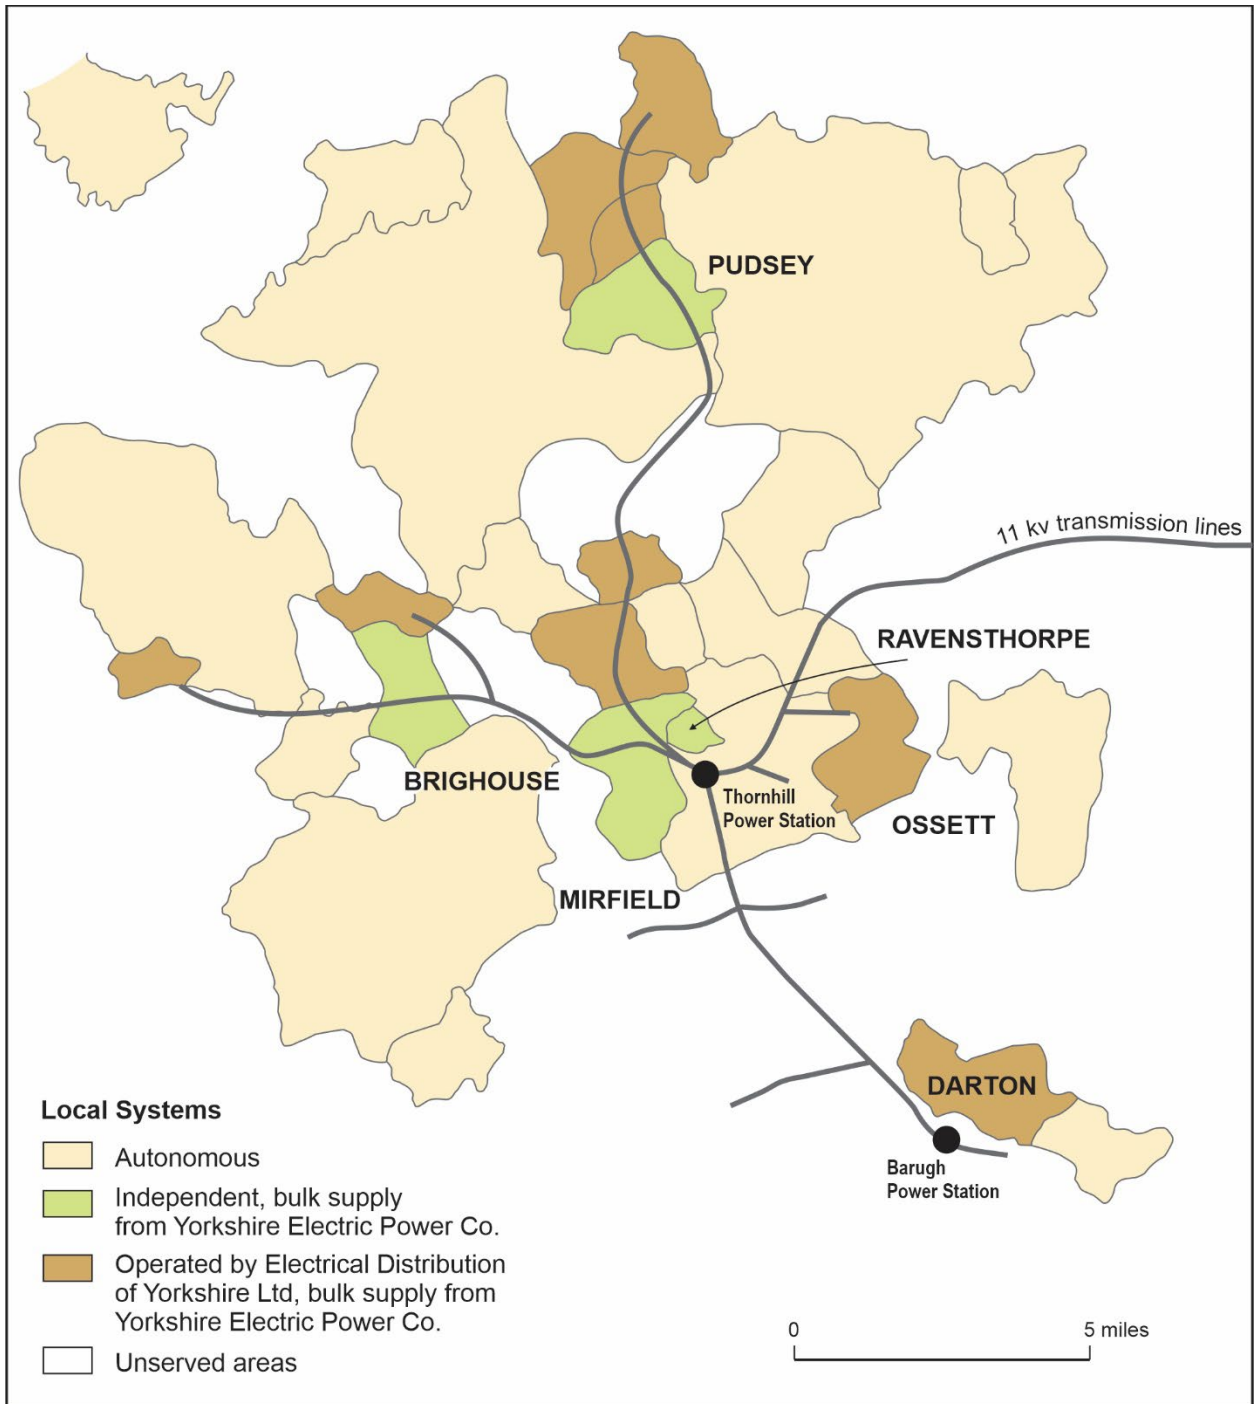 PUDSEY
11 kv transmission lines
RAVENSTHORPE
BRIGHOUSE
Thornhill
Power Station
OSSETT
MIRFIELD
DARTON
Barugh
Power Station
Local Systems
Autonomous
Independent, bulk supply
from Yorkshire Electric Power Co.
Operated by Electrical Distribution
of Yorkshire Ltd, bulk supply from
Yorkshire Electric Power Co.
Unserved areas
0 5 miles